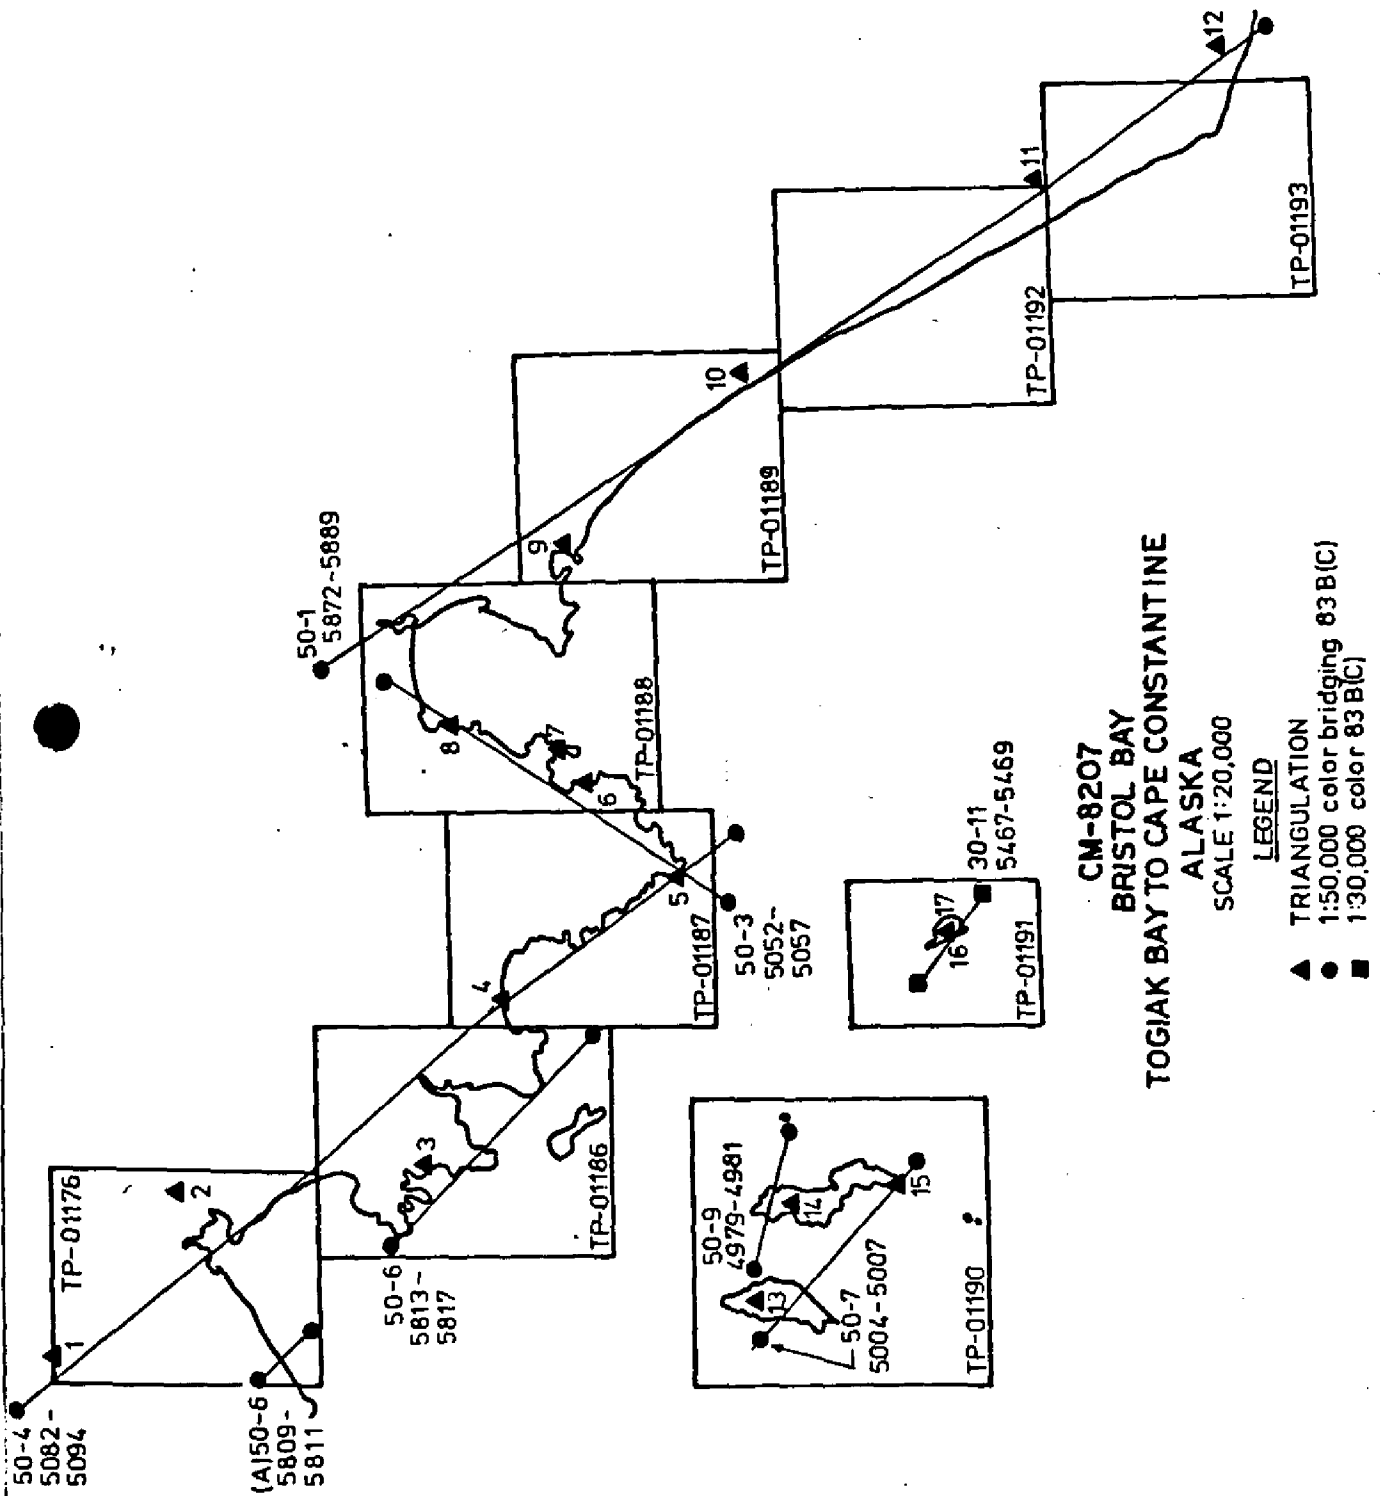 50-4
5082-
5094
1
TP-01176
2
(A)50-6
5809-
5811
50-6
5813-
5817
3
TP-01186
4
5
TP-01187
50-3
5052-
5057
50-1
5872-5889
8
7
6
TP-01188
9
10
TP-01189
11
TP-01192
12
TP-01193
50-9
4979-4981
13
14
15
50-7
5004-5007
TP-01190
16
17
30-11
5467-5469
TP-01191
CM-8207
BRISTOL BAY
TOGIAK BAY TO CAPE CONSTANTINE
ALASKA
SCALE 1:20,000
LEGEND
TRIANGULATION
1:50,000 color bridging 83 B(C)
1:30,000 color 83 B(C)